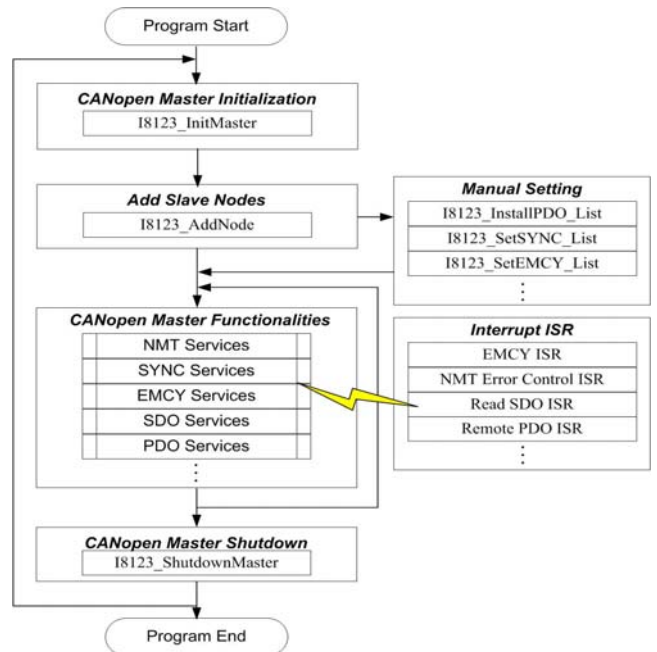 Program Start
CANopen Master Initialization
I8123_InitMaster
Add Slave Nodes
I8123_AddNode
Manual Setting
I8123_InstallPDO_List
I8123_SetSYNC_List
I8123_SetEMCY_List
CANopen Master Functionalities
NMT Services
SYNC Services
EMCY Services
SDO Services
PDO Services
Interrupt ISR
EMCY ISR
NMT Error Control ISR
Read SDO ISR
Remote PDO ISR
CANopen Master Shutdown
I8123_ShutdownMaster
Program End